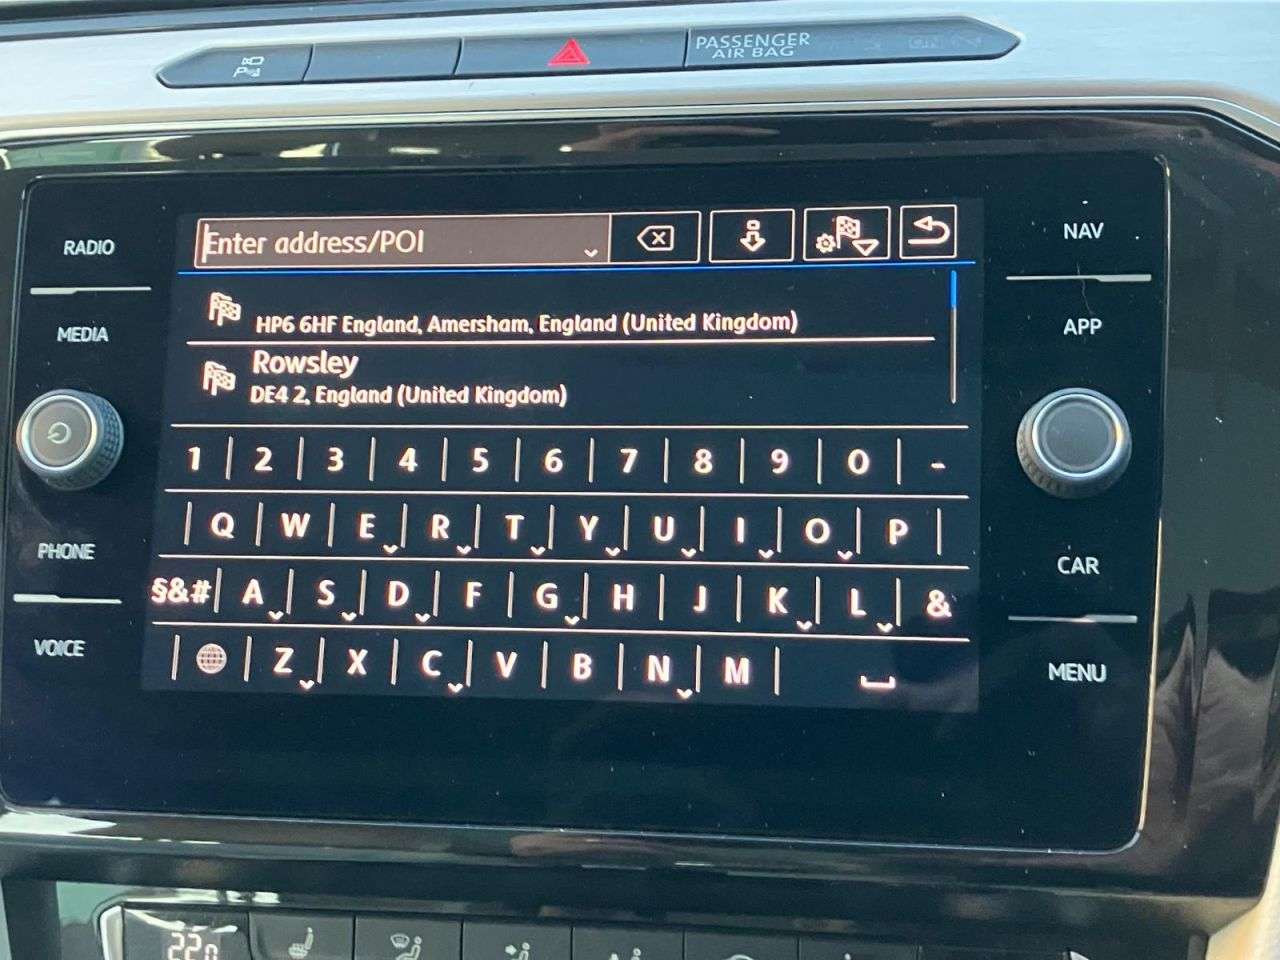 PASSENGER
AIR BAG
RADIO
MEDIA
PHONE
VOICE
Enter address/POI
HP6 6HF England, Amersham, England (United Kingdom)
Rowsley
DE4 2, England (United Kingdom)
1 2 3 4 5 6 7 8 9 0 -
Q W E R T Y U I O P
§&# A S D F G H J K L &
Z X C V B N M
NAV
APP
CAR
MENU